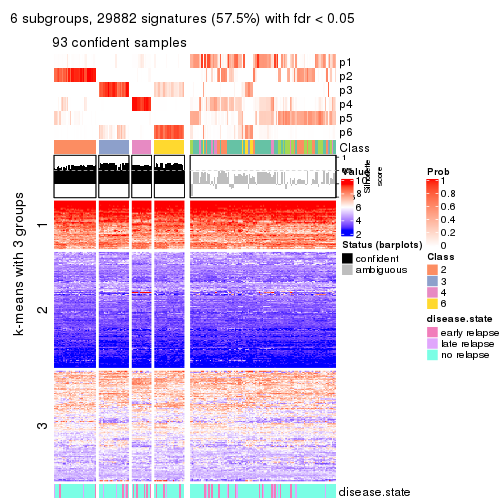 6 subgroups, 29882 signatures (57.5%) with fdr < 0.05
93 confident samples
p1
p2
p3
p4
p5
p6
Class
1
Silhouette
score
k-means with 3 groups
1
2
3
disease.state
Value
10
8
6
4
2
Status (barplots)
confident
ambiguous
Prob
1
0.8
0.6
0.4
0.2
0
Class
2
3
4
6
disease.state
early relapse
late relapse
no relapse